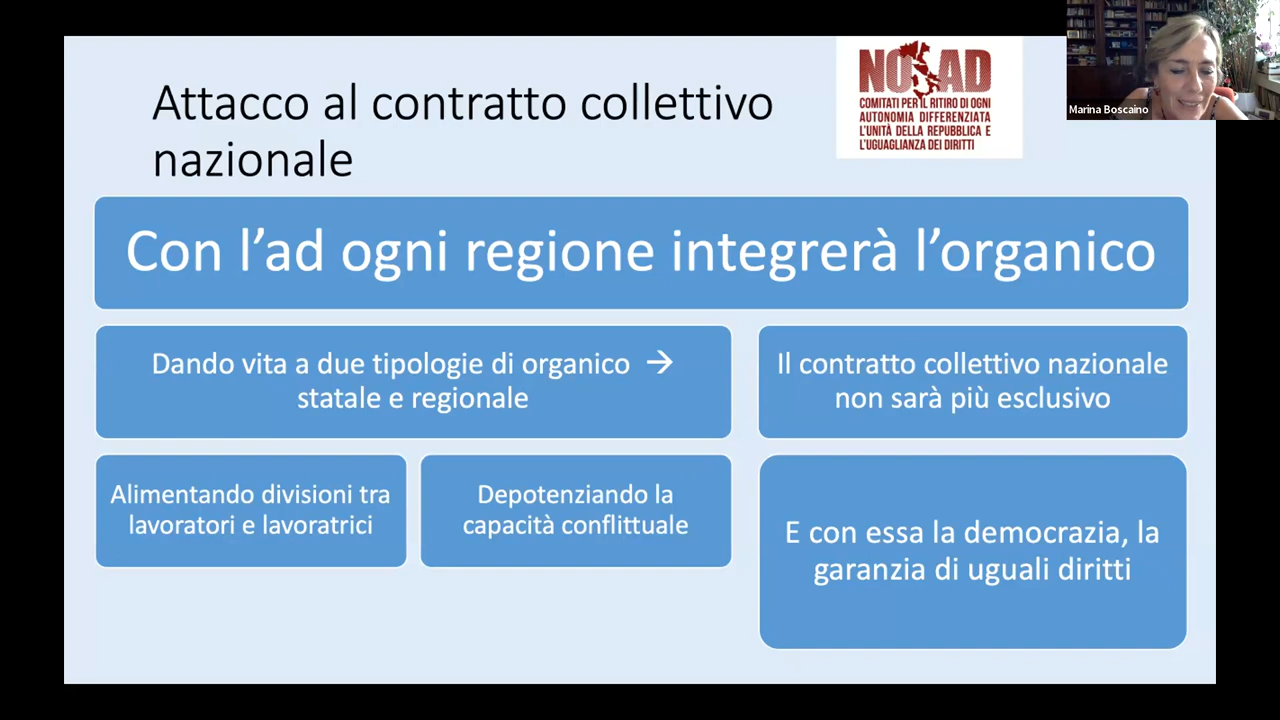 Attacco al contratto collettivo
nazionale
NO AD
COMITATI PER IL RITIRO DI OGNI
AUTONOMIA DIFFERENZIATA
L'UNITÀ DELLA REPUBBLICA E
L'UGUAGLIANZA DEI DIRITTI
Marina Boscaino
Con l'ad ogni regione integrerà l'organico
Dando vita a due tipologie di organico →
statale e regionale
Il contratto collettivo nazionale
non sarà più esclusivo
Alimentando divisioni tra
lavoratori e lavoratrici
Depotenziando la
capacità conflittuale
E con essa la democrazia, la
garanzia di uguali diritti